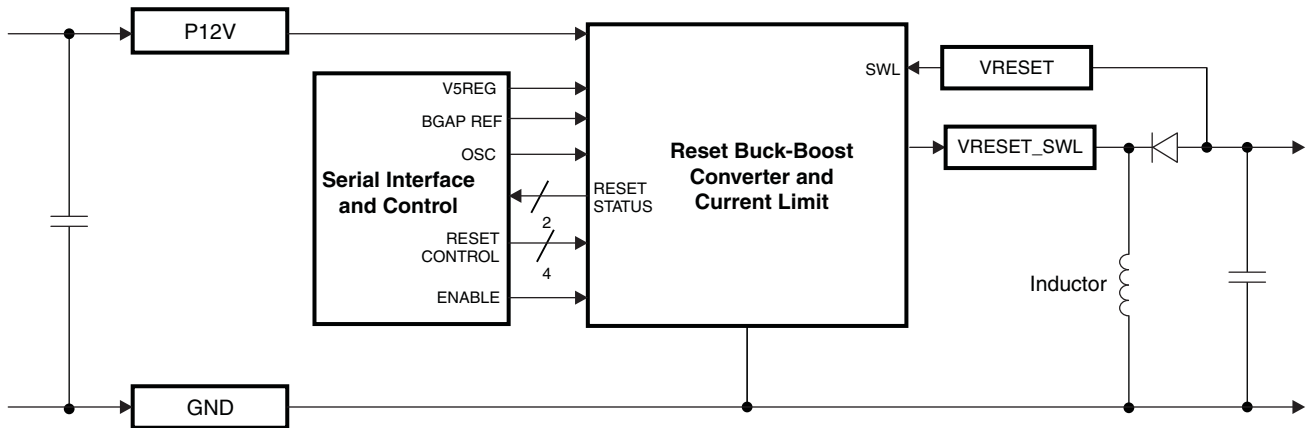 P12V
V5REG
BGAP REF
OSC
Serial Interface
and Control
RESET
CONTROL
ENABLE
2
4
RESET
STATUS
Reset Buck-Boost
Converter and
Current Limit
SWL
VRESET
VRESET_SWL
Inductor
GND